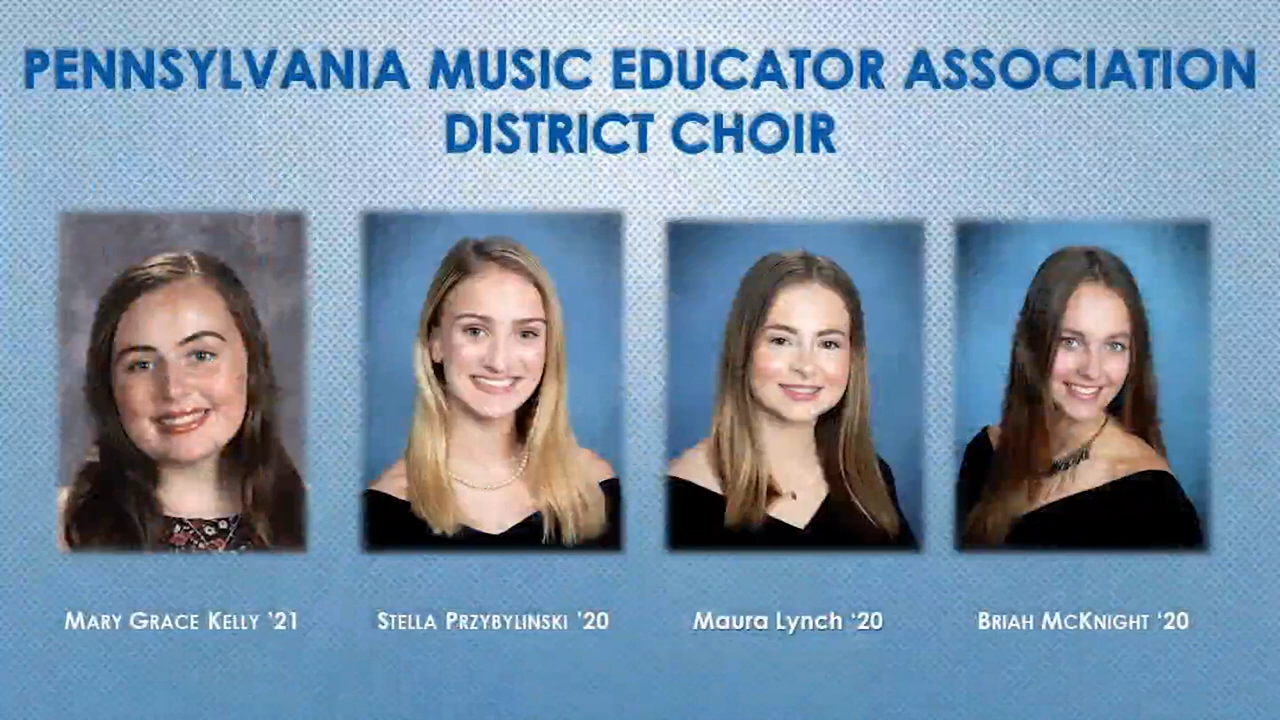 PENNSYLVANIA MUSIC EDUCATOR ASSOCIATION
DISTRICT CHOIR
MARY GRACE KELLY '21
STELLA PRZYBYLINSKI '20
Maura Lynch ‘20
BRIAH MCKNIGHT ‘20